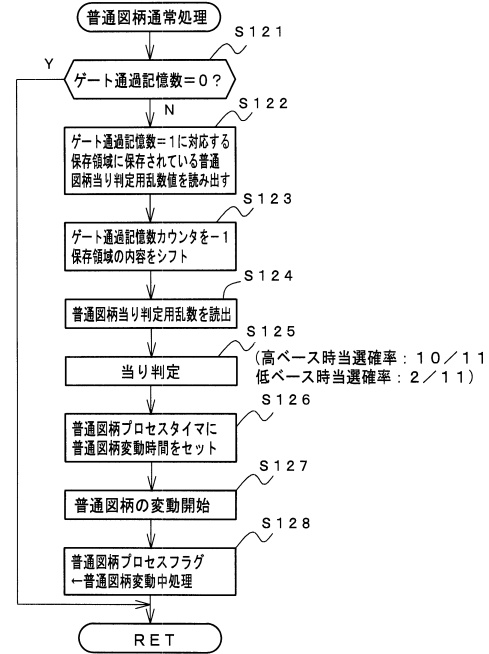 普通図柄通常処理
S121
Y
ゲート通過記憶数＝0？
N
S122
ゲート通過記憶数＝1に対応する
保存領域に保存されている普通
図柄当り判定用乱数値を読み出す
S123
ゲート通過記憶数カウンタを－1
保存領域の内容をシフト
S124
普通図柄当り判定用乱数を読出
S125
当り判定
（高ベース時当選確率：10／11
低ベース時当選確率：2／11）
S126
普通図柄プロセスタイマに
普通図柄変動時間をセット
S127
普通図柄の変動開始
S128
普通図柄プロセスフラグ
←普通図柄変動中処理
RET